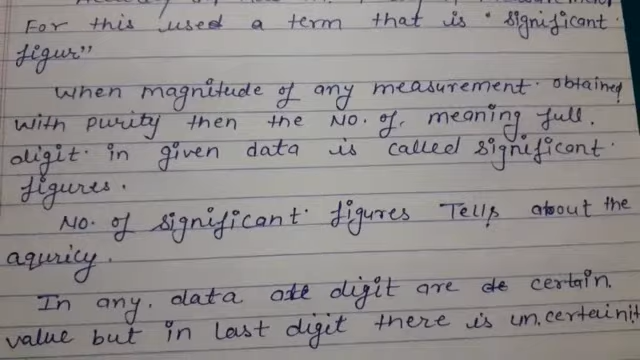 For this used a term that is "significant
figur"
When magnitude of any measurement obtained
with purity then the No. of meaning full.
digit in given data is called significant
figures.
No. of significant figures Tells about the
aquricy.
In any. data all digit are certain.
value but in last digit there is un.certainit